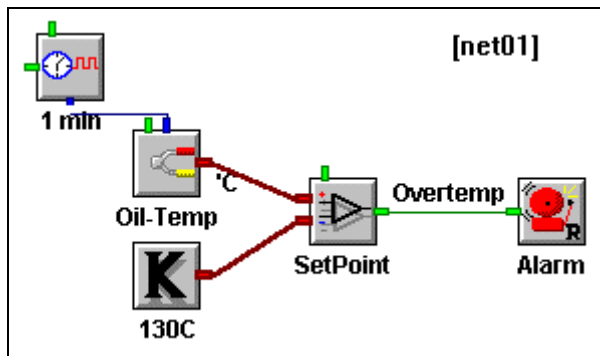 [net01]
1 min
°C
Overtemp
Oil-Temp
SetPoint
R
Alarm
K
130C